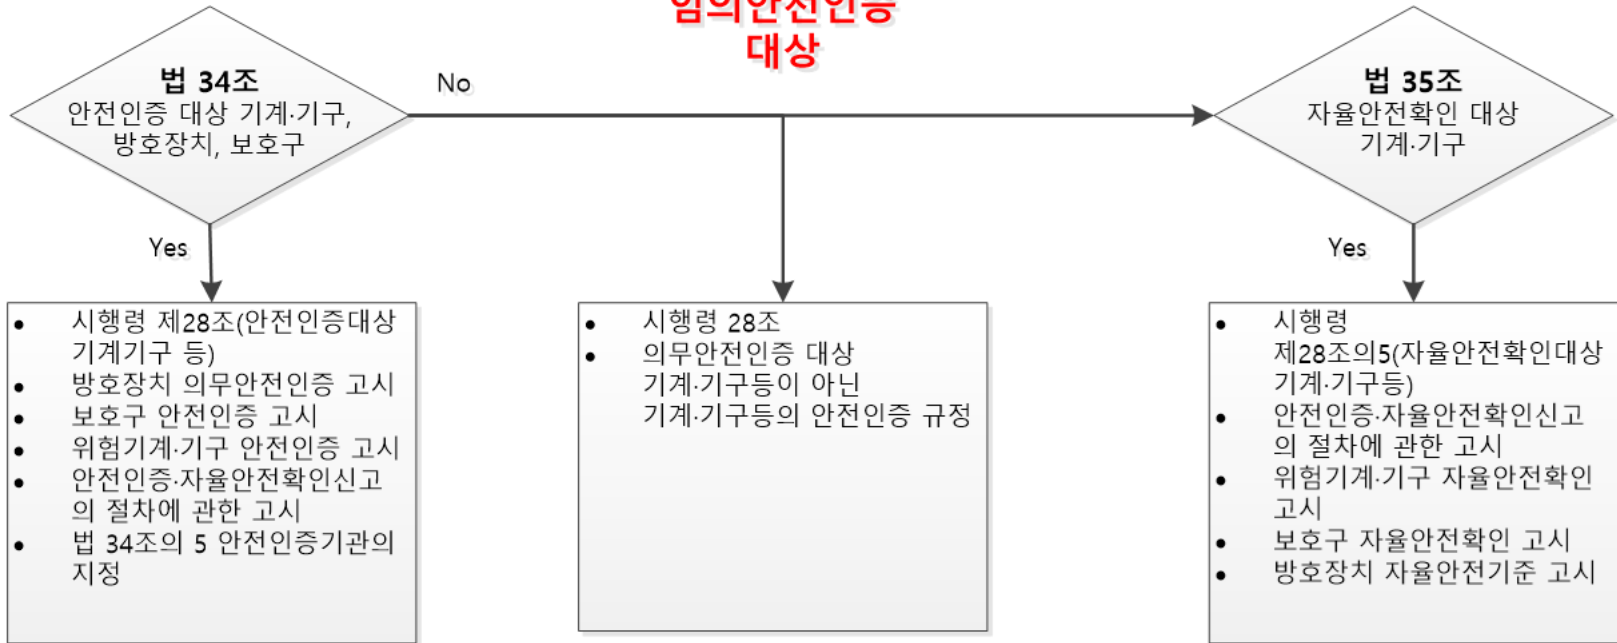 임의안전인증
대상
법 34조
안전인증 대상 기계·기구,
방호장치, 보호구
No
법 35조
자율안전확인 대상
기계·기구
Yes
Yes
• 시행령 제28조(안전인증대상
기계기구 등)
• 방호장치 의무안전인증 고시
• 보호구 안전인증 고시
• 위험기계·기구 안전인증 고시
• 안전인증·자율안전확인신고
의 절차에 관한 고시
• 법 34조의 5 안전인증기관의
지정
• 시행령 28조
• 의무안전인증 대상
기계·기구등이 아닌
기계·기구등의 안전인증 규정
• 시행령
제28조의5(자율안전확인대상
기계·기구등)
• 안전인증·자율안전확인신고
의 절차에 관한 고시
• 위험기계·기구 자율안전확인
고시
• 보호구 자율안전확인 고시
• 방호장치 자율안전기준 고시